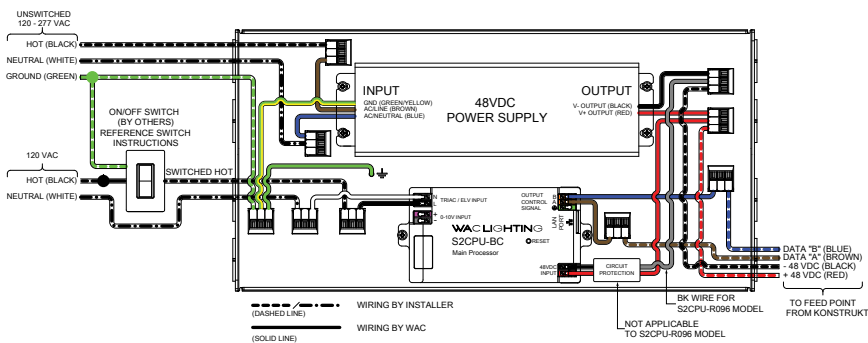 UNSWITCHED
120 - 277 VAC
HOT (BLACK)
NEUTRAL (WHITE)
GROUND (GREEN)
ON/OFF SWITCH
(BY OTHERS)
REFERENCE SWITCH
INSTRUCTIONS
120 VAC
HOT (BLACK)
NEUTRAL (WHITE)
SWITCHED HOT
INPUT
GND (GREEN/YELLOW)
AC/LINE (BROWN)
AC/NEUTRAL (BLUE)
48VDC
POWER SUPPLY
OUTPUT
V- OUTPUT (BLACK)
V+ OUTPUT (RED)
N
L
TRIAC / ELV INPUT
+
-
0-10V INPUT
OUTPUT
CONTROL
SIGNAL
B
A
LAN
PORT
WAC LIGHTING
S2CPU-BC
RESET
Main Processor
48VDC
INPUT
CIRCUIT
PROTECTION
DATA "B" (BLUE)
DATA "A" (BROWN)
- 48 VDC (BLACK)
+ 48 VDC (RED)
TO FEED POINT
FROM KONSTRUKT
BK WIRE FOR
S2CPU-R096 MODEL
NOT APPLICABLE
TO S2CPU-R096 MODEL
WIRING BY INSTALLER
(DASHED LINE)
WIRING BY WAC
(SOLID LINE)